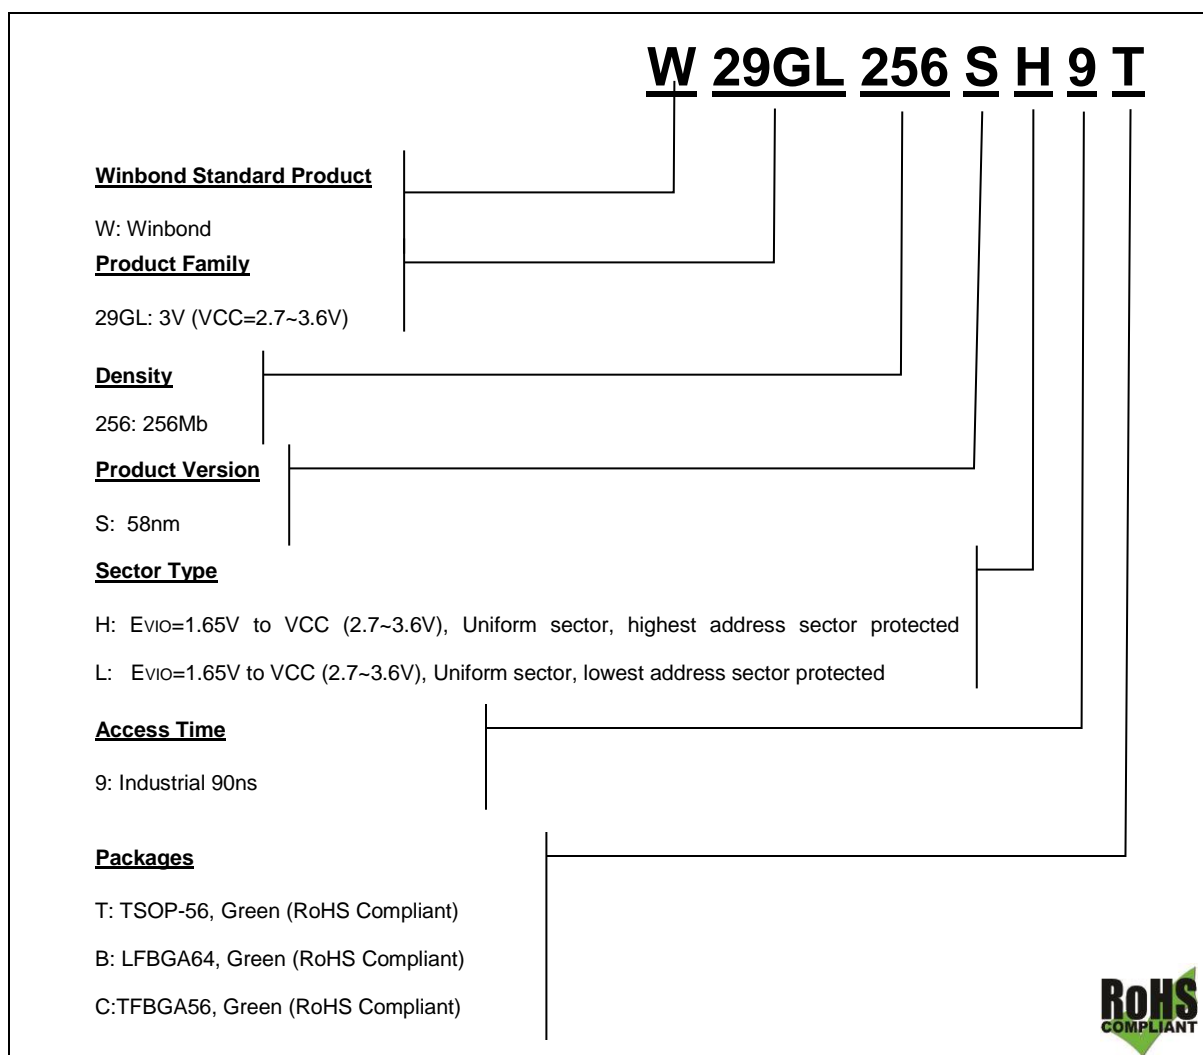 W 29GL 256 S H 9 T
Winbond Standard Product
W: Winbond
Product Family
29GL: 3V (VCC=2.7~3.6V)
Density
256: 256Mb
Product Version
S: 58nm
Sector Type
H: EVIO=1.65V to VCC (2.7~3.6V), Uniform sector, highest address sector protected
L: EVIO=1.65V to VCC (2.7~3.6V), Uniform sector, lowest address sector protected
Access Time
9: Industrial 90ns
Packages
T: TSOP-56, Green (RoHS Compliant)
B: LFBGA64, Green (RoHS Compliant)
C:TFBGA56, Green (RoHS Compliant)
RoHS
COMPLIANT